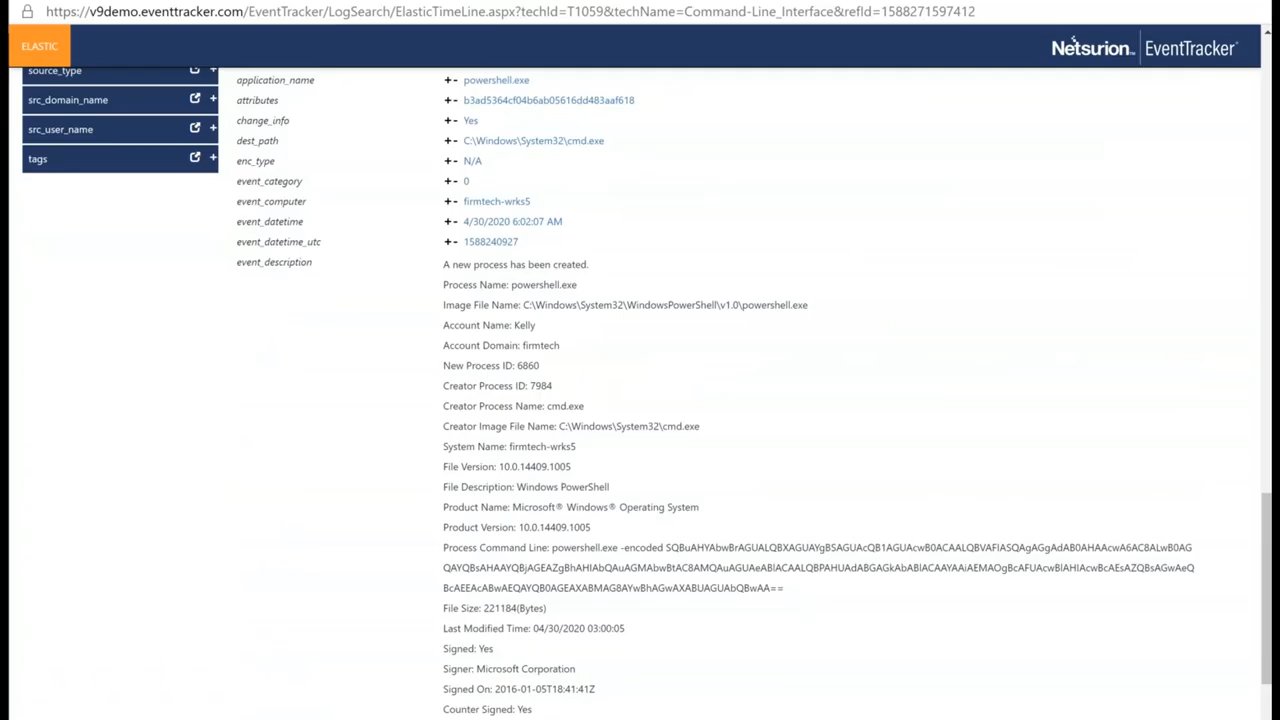 https://v9demo.eventtracker.com/EventTracker/LogSearch/ElasticTimeLine.aspx?techId=T1059&techName=Command-Line_Interface&refId=1588271597412
ELASTIC
Netsurion EventTracker
source_type +
src_domain_name +
src_user_name +
tags +
application_name +- powershell.exe
attributes +- b3ad5364cf04b6ab05616dd483aaf618
change_info +- Yes
dest_path +- C:\Windows\System32\cmd.exe
enc_type +- N/A
event_category +- 0
event_computer +- firmtech-wrks5
event_datetime +- 4/30/2020 6:02:07 AM
event_datetime_utc +- 1588240927
event_description
A new process has been created.
Process Name: powershell.exe
Image File Name: C:\Windows\System32\WindowsPowerShell\v1.0\powershell.exe
Account Name: Kelly
Account Domain: firmtech
New Process ID: 6860
Creator Process ID: 7984
Creator Process Name: cmd.exe
Creator Image File Name: C:\Windows\System32\cmd.exe
System Name: firmtech-wrks5
File Version: 10.0.14409.1005
File Description: Windows PowerShell
Product Name: Microsoft® Windows® Operating System
Product Version: 10.0.14409.1005
Process Command Line: powershell.exe -encoded
File Size: 221184(Bytes)
Last Modified Time: 04/30/2020 03:00:05
Signed: Yes
Signer: Microsoft Corporation
Signed On: 2016-01-05T18:41:41Z
Counter Signed: Yes